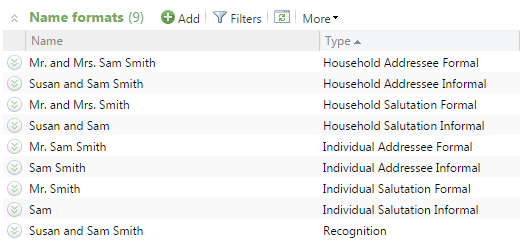 Name formats (9) Add Filters More
Name Type
Mr. and Mrs. Sam Smith Household Addressee Formal
Susan and Sam Smith Household Addressee Informal
Mr. and Mrs. Smith Household Salutation Formal
Susan and Sam Household Salutation Informal
Mr. Sam Smith Individual Addressee Formal
Sam Smith Individual Addressee Informal
Mr. Smith Individual Salutation Formal
Sam Individual Salutation Informal
Susan and Sam Smith Recognition